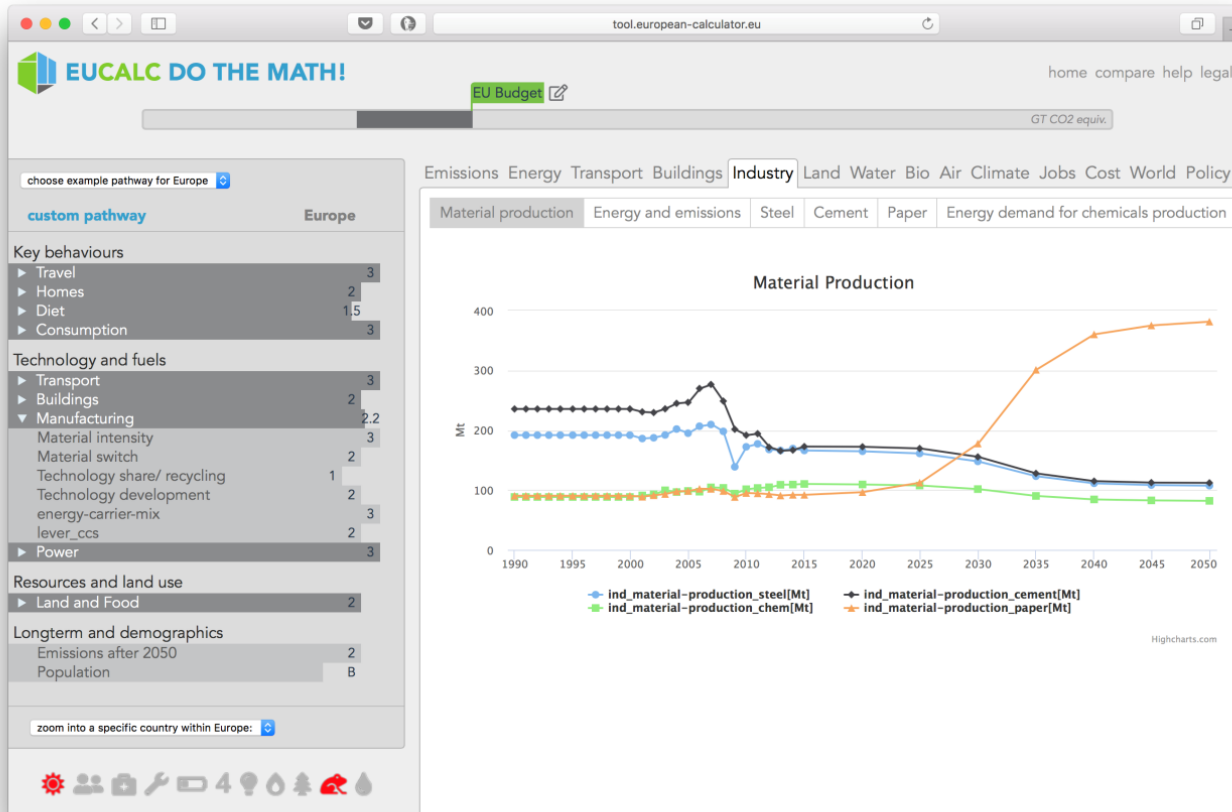 tool.european-calculator.eu
EUCALC DO THE MATH!
home compare help legal
EU Budget
GT CO2 equiv.
choose example pathway for Europe
custom pathway Europe
Key behaviours
Travel 3
Homes 2
Diet 1.5
Consumption 3
Technology and fuels
Transport 3
Buildings 2
Manufacturing 2.2
Material intensity 3
Material switch 2
Technology share/ recycling 1
Technology development 2
energy-carrier-mix 3
lever_ccs 2
Power 3
Resources and land use
Land and Food 2
Longterm and demographics
Emissions after 2050 2
Population B
zoom into a specific country within Europe:
4
Emissions Energy Transport Buildings Industry Land Water Bio Air Climate Jobs Cost World Policy
Material production Energy and emissions Steel Cement Paper Energy demand for chemicals production
Material Production
Mt
400
300
200
100
0
1990 1995 2000 2005 2010 2015 2020 2025 2030 2035 2040 2045 2050
ind_material-production_steel[Mt] ind_material-production_cement[Mt]
ind_material-production_chem[Mt] ind_material-production_paper[Mt]
Highcharts.com